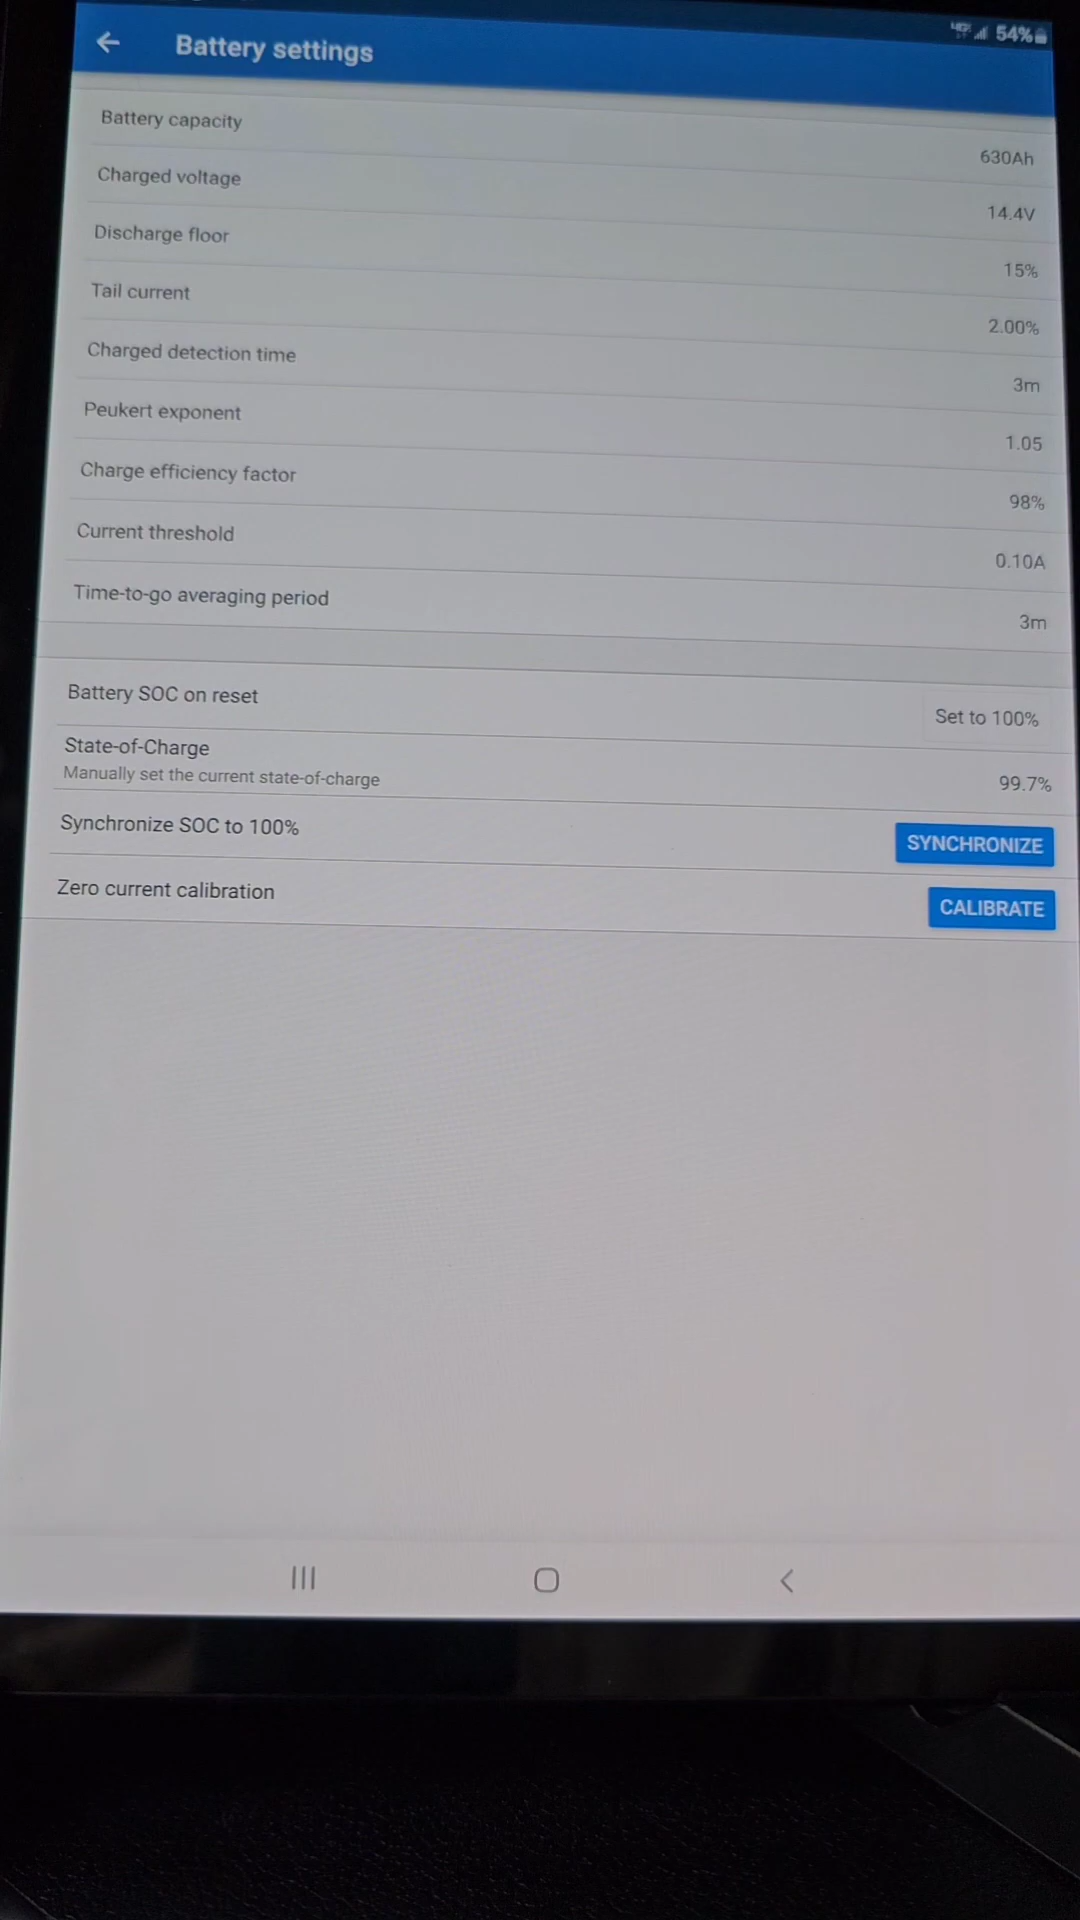 54%
Battery settings
Battery capacity
630Ah
Charged voltage
14.4V
Discharge floor
15%
Tail current
2.00%
Charged detection time
3m
Peukert exponent
1.05
Charge efficiency factor
98%
Current threshold
0.10A
Time-to-go averaging period
3m
Battery SOC on reset
Set to 100%
State-of-Charge
Manually set the current state-of-charge
99.7%
Synchronize SOC to 100%
SYNCHRONIZE
Zero current calibration
CALIBRATE